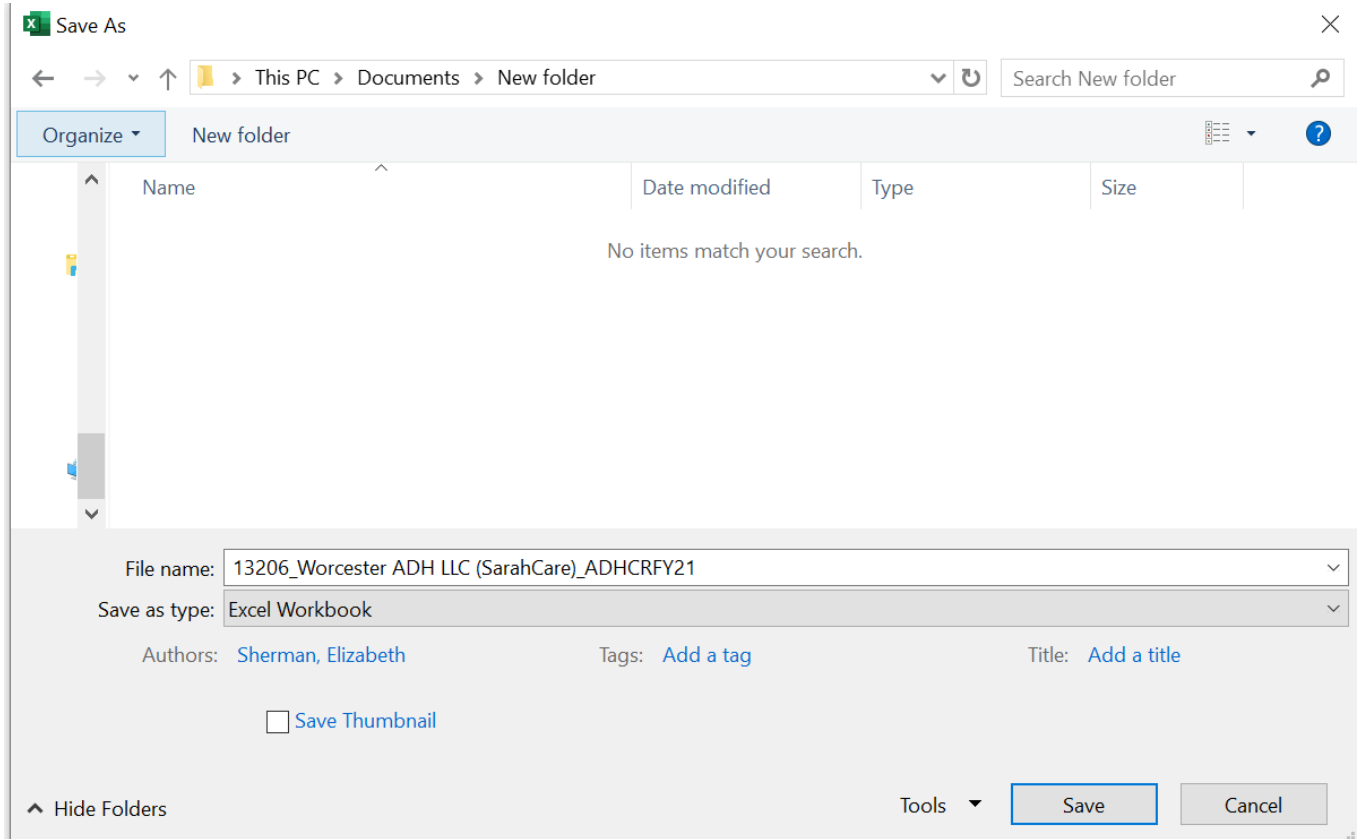 Save As
This PC > Documents > New folder
Search New folder
Organize New folder
?
Name Date modified Type Size
No items match your search.
File name: 13206_Worcester ADH LLC (SarahCare)_ADHCRFY21
Save as type: Excel Workbook
Authors: Sherman, Elizabeth Tags: Add a tag Title: Add a title
Save Thumbnail
Hide Folders Tools Save Cancel